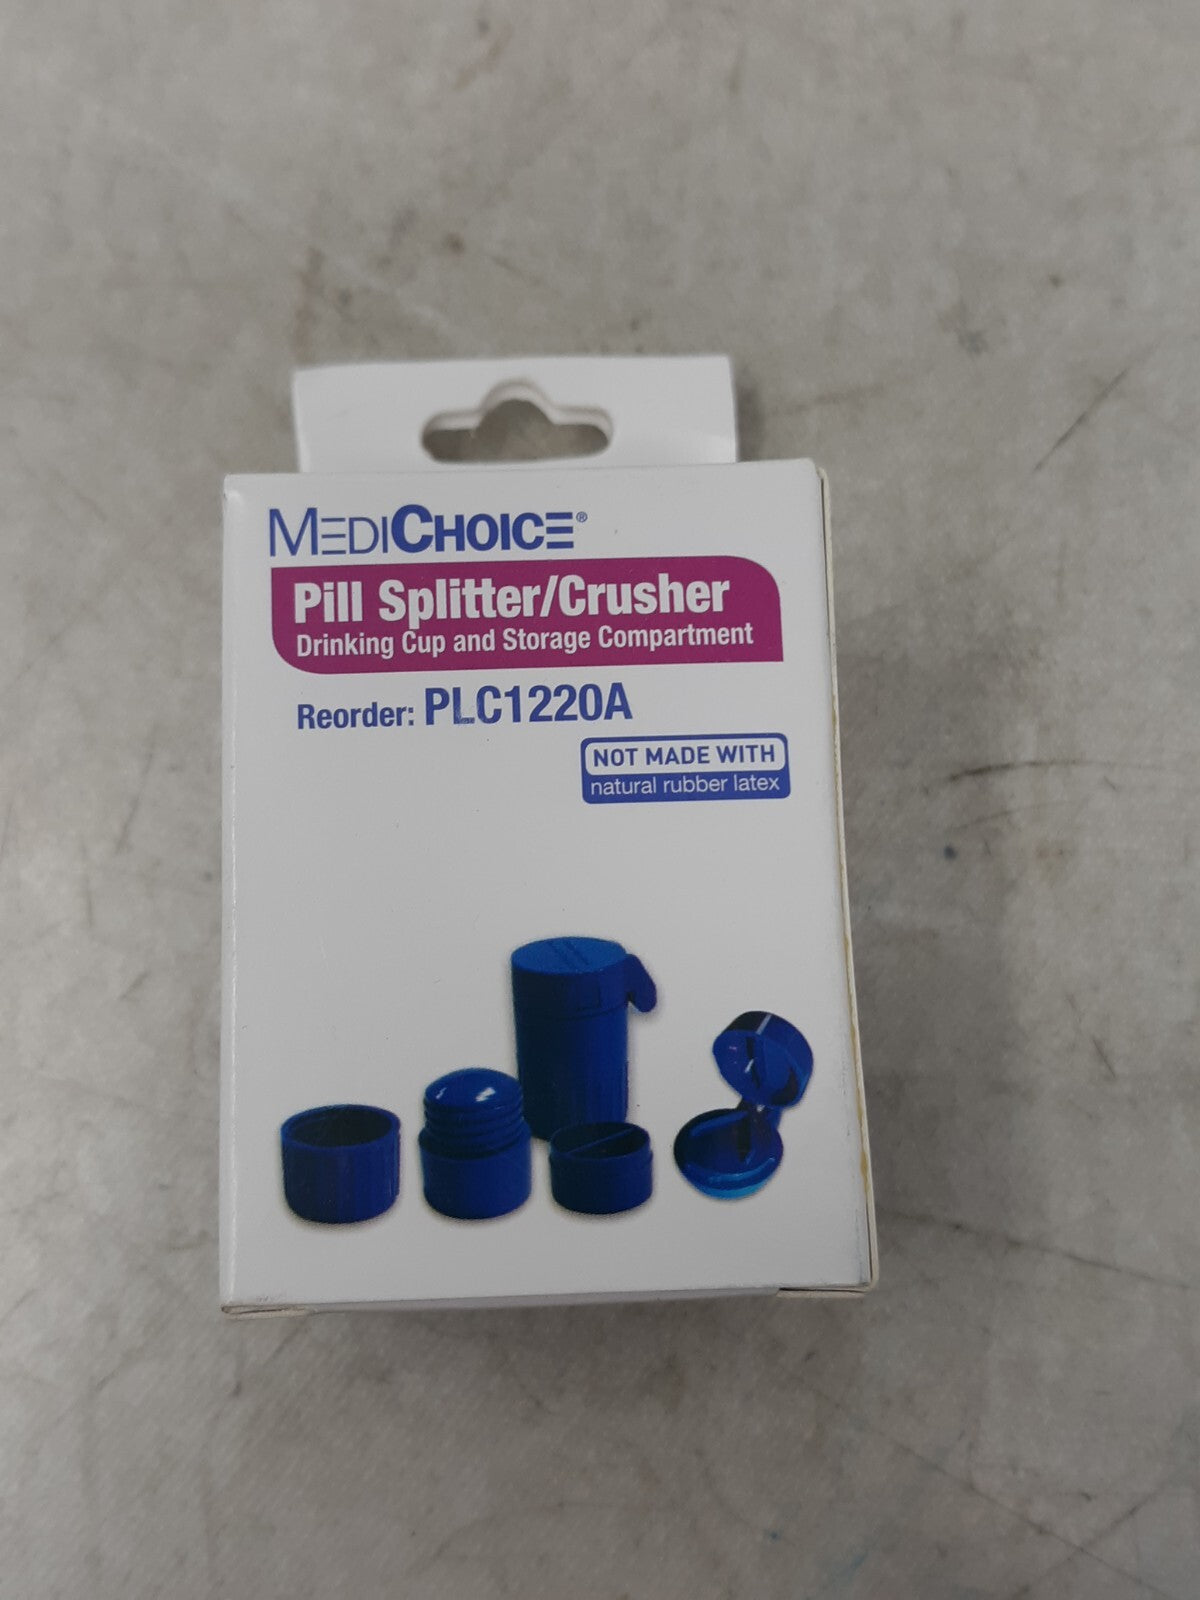 MEDICHOICE®
Pill Splitter/Crusher
Drinking Cup and Storage Compartment
Reorder: PLC1220A
NOT MADE WITH
natural rubber latex